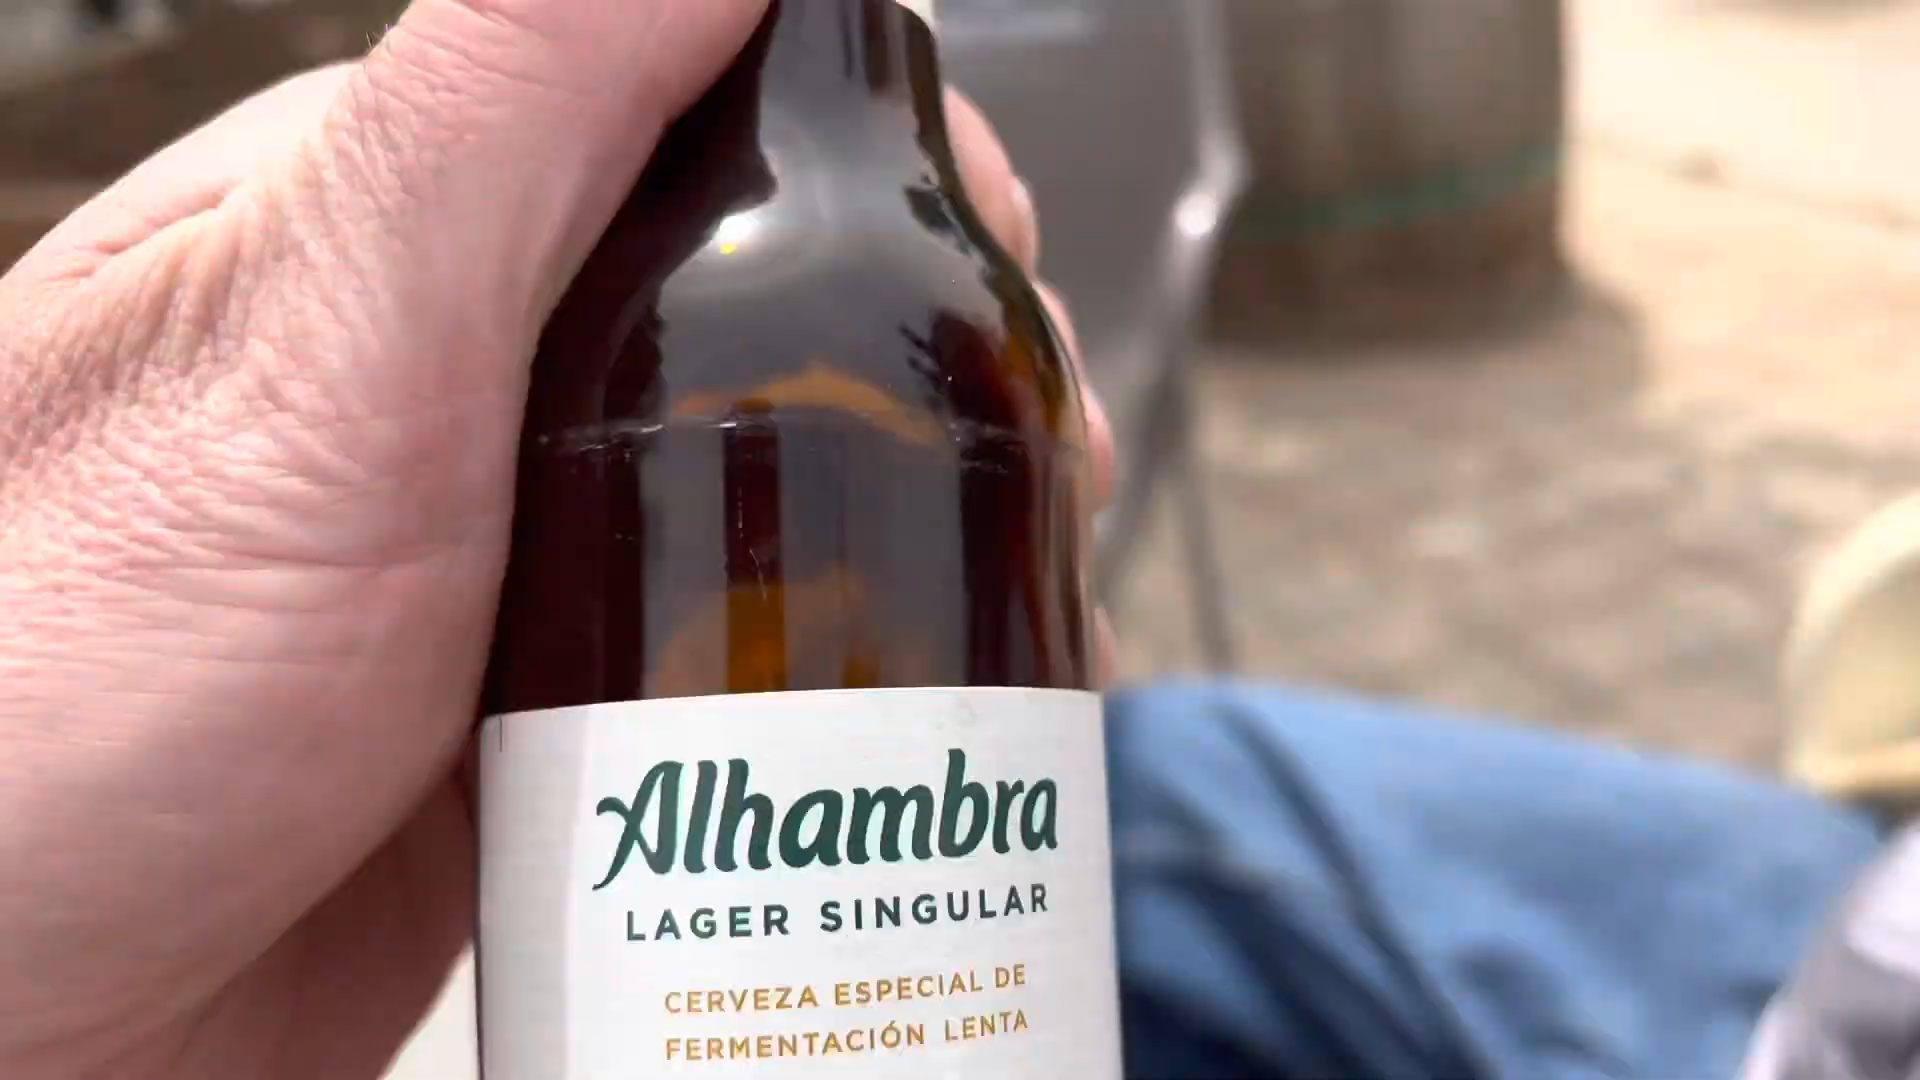 Alhambra
LAGER SINGULAR
CERVEZA ESPECIAL DE
FERMENTACIÓN LENTA